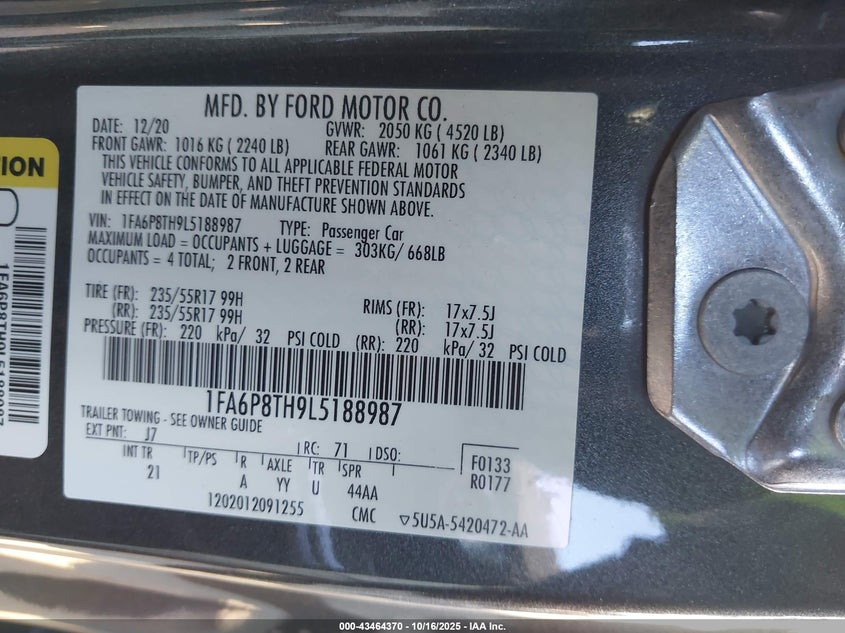 MFD. BY FORD MOTOR CO.
DATE: 12/20 GVWR: 2050 KG ( 4520 LB)
FRONT GAWR: 1016 KG ( 2240 LB) REAR GAWR: 1061 KG ( 2340 LB)
THIS VEHICLE CONFORMS TO ALL APPLICABLE FEDERAL MOTOR
VEHICLE SAFETY, BUMPER, AND THEFT PREVENTION STANDARDS
IN EFFECT ON THE DATE OF MANUFACTURE SHOWN ABOVE.
VIN: 1FA6P8TH9L5188987 TYPE: Passenger Car
MAXIMUM LOAD = OCCUPANTS + LUGGAGE = 303KG/ 668LB
OCCUPANTS = 4 TOTAL; 2 FRONT, 2 REAR
TIRE (FR): 235/55R17 99H RIMS (FR): 17x7.5J
(RR): 235/55R17 99H (RR): 17x7.5J
PRESSURE (FR): 220 kPa/ 32 PSI COLD (RR): 220 kPa/ 32 PSI COLD
1FA6P8TH9L5188987
TRAILER TOWING - SEE OWNER GUIDE
EXT PNT: J7 RC: 71 DSO: F0133
INT TR TP/PS R AXLE TR SPR R0177
21 A YY U 44AA
1202012091255 CMC ▽5U5A-5420472-AA
TION
1FA6P8TH9L5188987
000-43464370 - 10/16/2025 - IAA Inc.